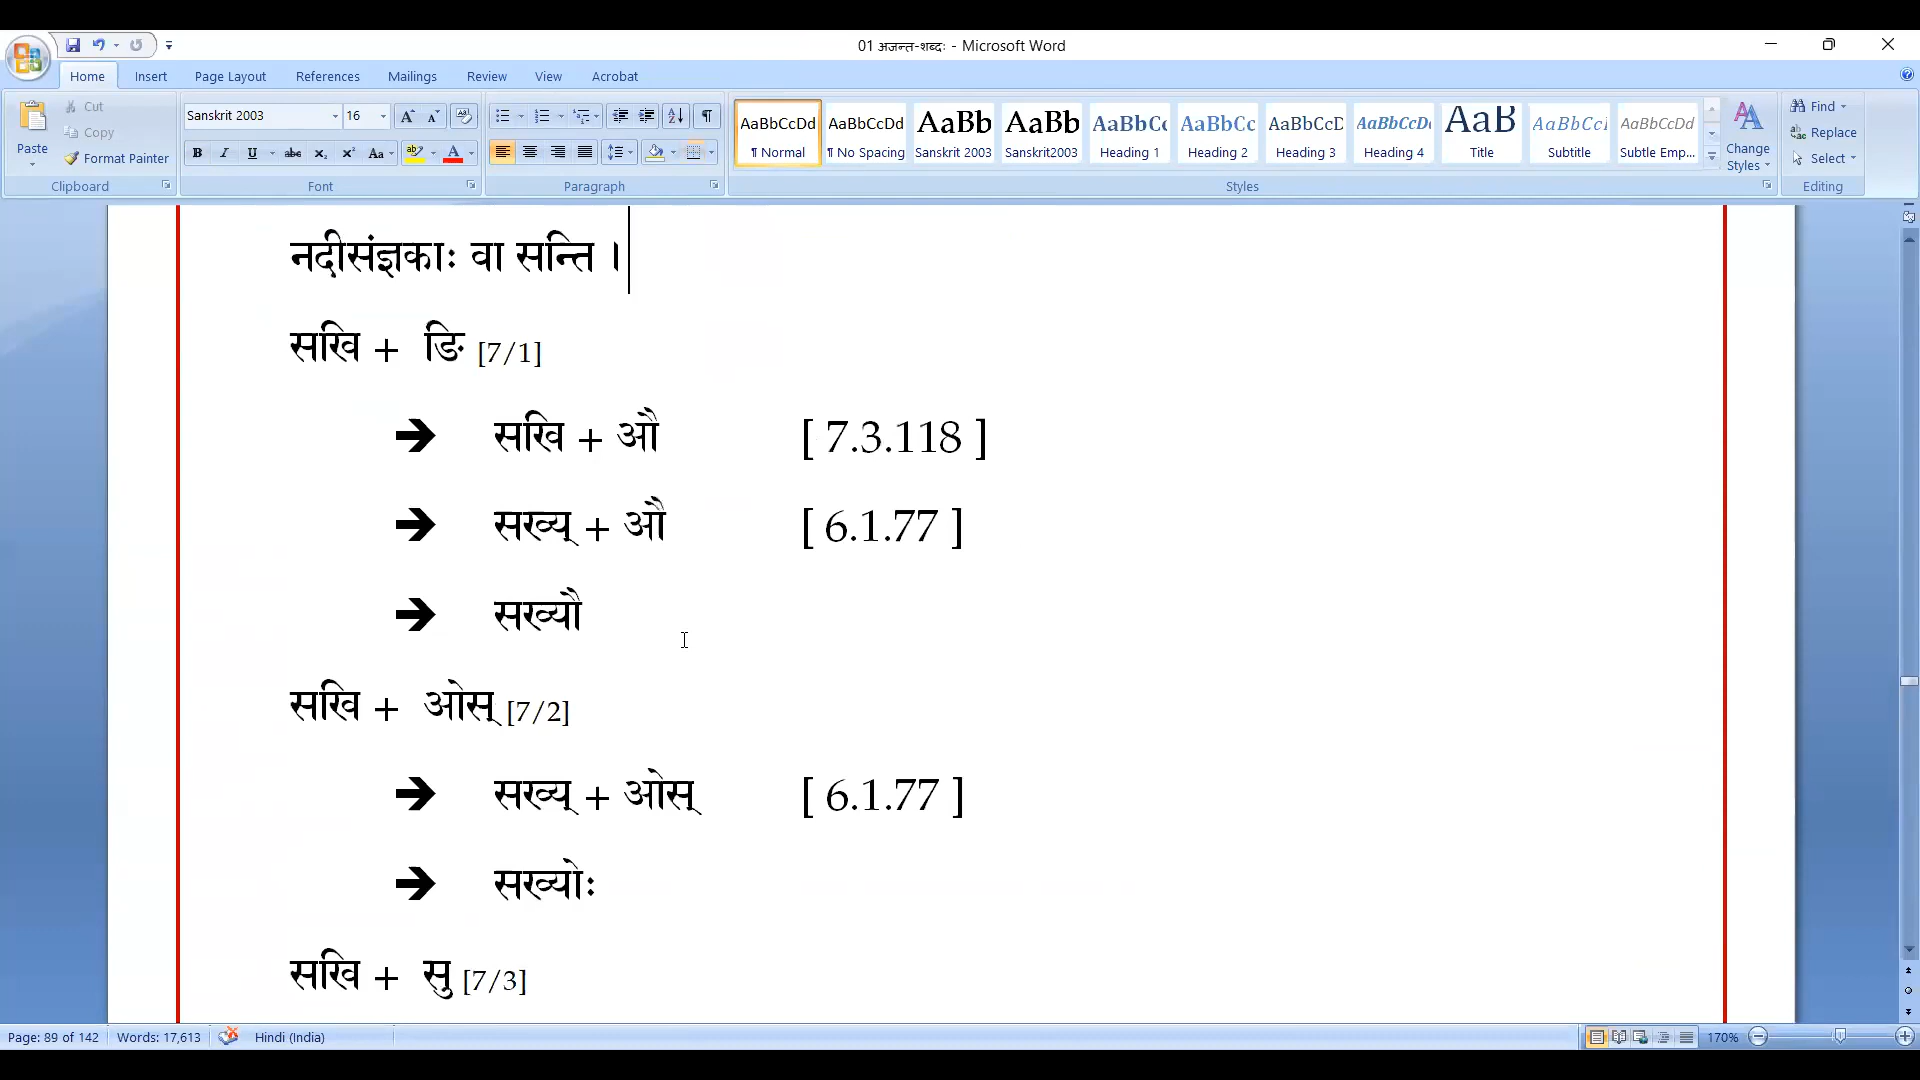 01 अजन्त-शब्दः - Microsoft Word
Home Insert Page Layout References Mailings Review View Acrobat
Paste
Cut
Copy
Format Painter
Clipboard
Sanskrit 2003 16
Font
Paragraph
AaBbCcDd AaBbCcDd AaBb AaBb AaBbCc AaBbCc AaBbCcD AaBbCcDc AaB AaBbCcl AaBbCcDd
¶ Normal ¶ No Spacing Sanskrit 2003 Sanskrit2003 Heading 1 Heading 2 Heading 3 Heading 4 Title Subtitle Subtle Emp...
Styles
Change Styles
Find
Replace
Select
Editing
नदीसंज्ञकाः वा सन्ति ।
सखि + ङि [7/1]
➔ सखि + औ [ 7.3.118 ]
➔ सख्य् + औ [ 6.1.77 ]
➔ सख्यौ
सखि + ओस् [7/2]
➔ सख्य् + ओस् [ 6.1.77 ]
➔ सख्योः
सखि + सु [7/3]
Page: 89 of 142 Words: 17,613 Hindi (India) 170%